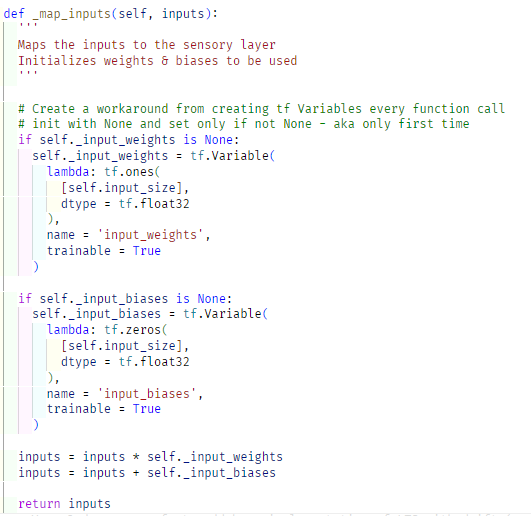 def _map_inputs(self, inputs):
  '''
  Maps the inputs to the sensory layer
  Initializes weights & biases to be used
  '''

  # Create a workaround from creating tf Variables every function call
  # init with None and set only if not None - aka only first time
  if self._input_weights is None:
    self._input_weights = tf.Variable(
      lambda: tf.ones(
        [self.input_size],
        dtype = tf.float32
      ),
      name = 'input_weights',
      trainable = True
    )

  if self._input_biases is None:
    self._input_biases = tf.Variable(
      lambda: tf.zeros(
        [self.input_size],
        dtype = tf.float32
      ),
      name = 'input_biases',
      trainable = True
    )

  inputs = inputs * self._input_weights
  inputs = inputs + self._input_biases

  return inputs